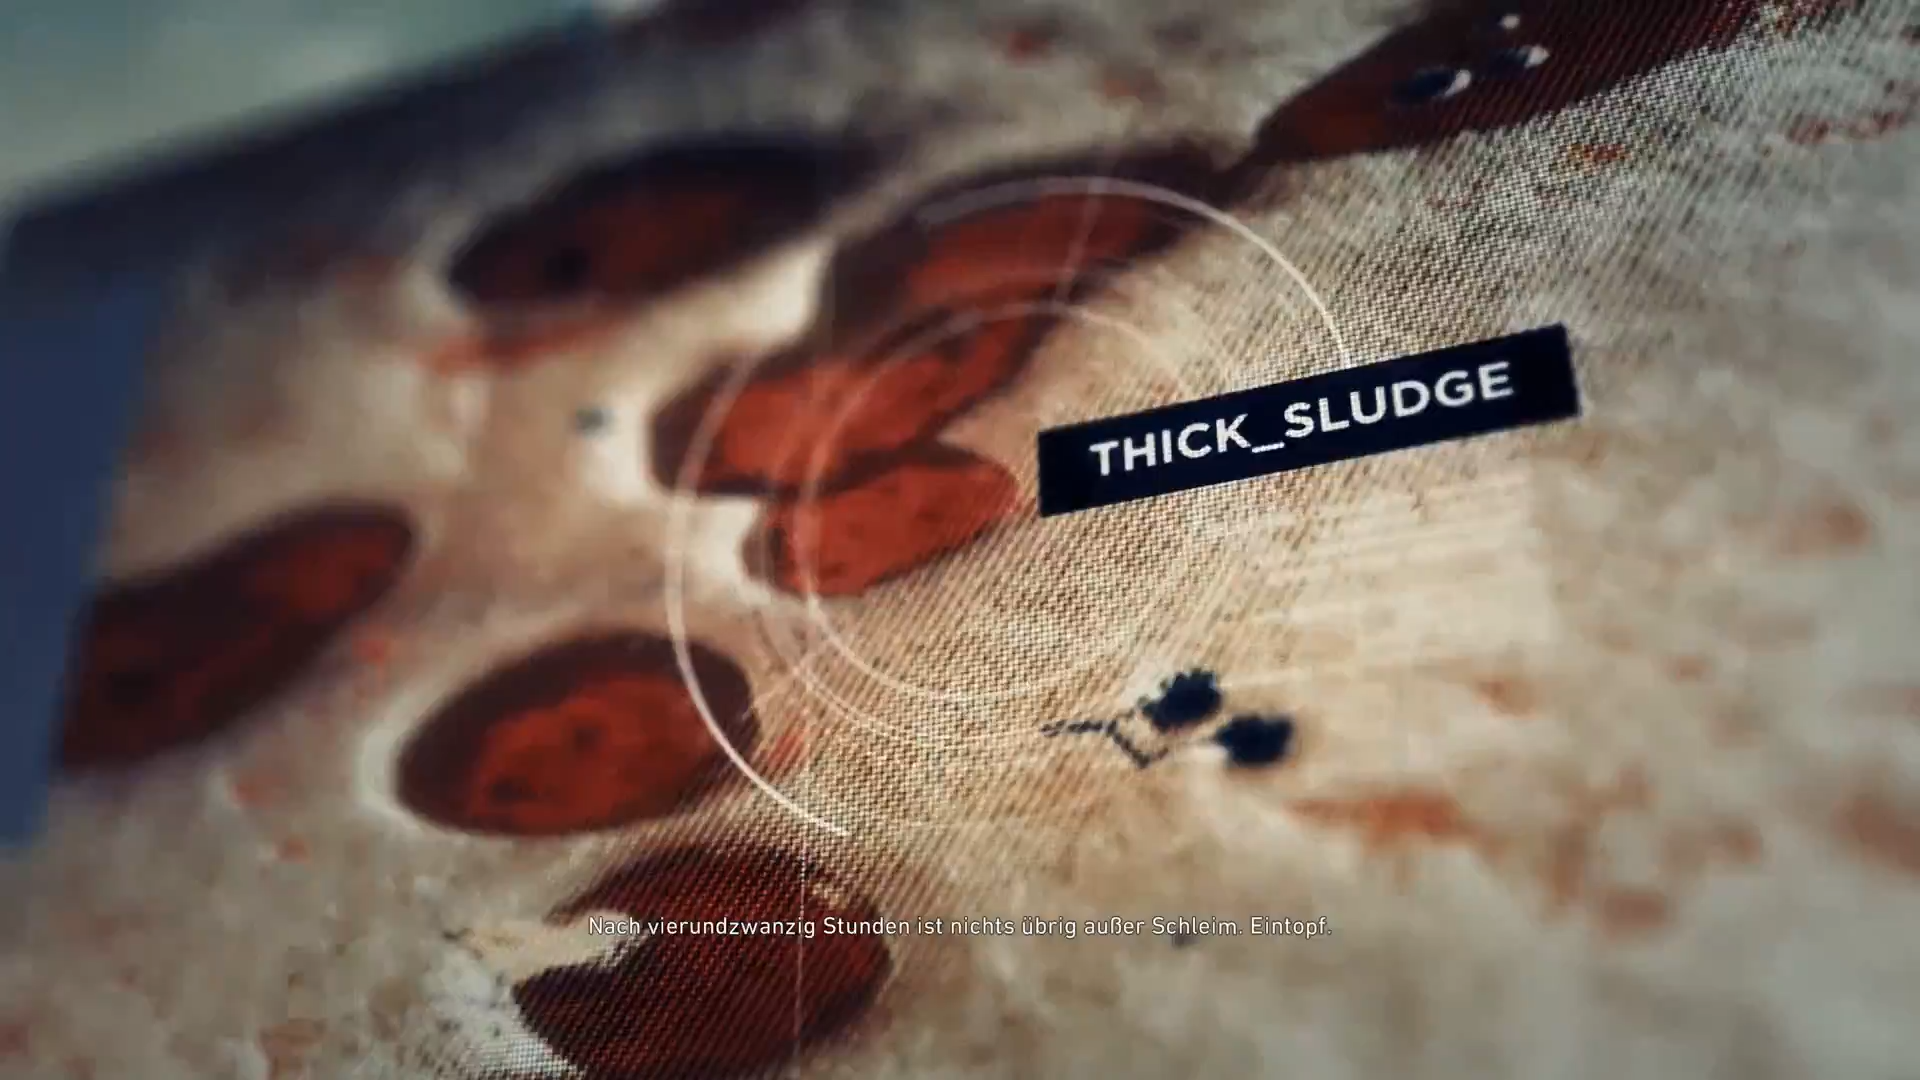 THICK_SLUDGE
Nach vierundzwanzig Stunden ist nichts übrig außer Schleim. Eintopf.